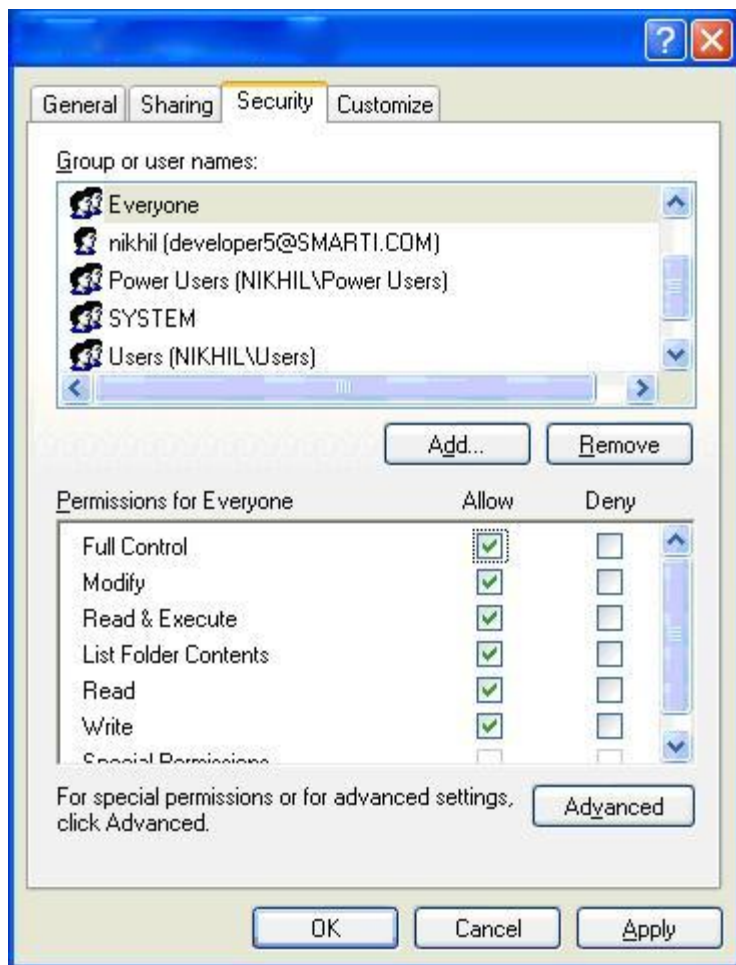 General Sharing Security Customize
Group or user names:
Everyone
nikhil (developer5@SMARTI.COM)
Power Users (NIKHIL\Power Users)
SYSTEM
Users (NIKHIL\Users)
Add... Remove
Permissions for Everyone Allow Deny
Full Control
Modify
Read & Execute
List Folder Contents
Read
Write
Special Permissions
For special permissions or for advanced settings, click Advanced.
Advanced
OK Cancel Apply